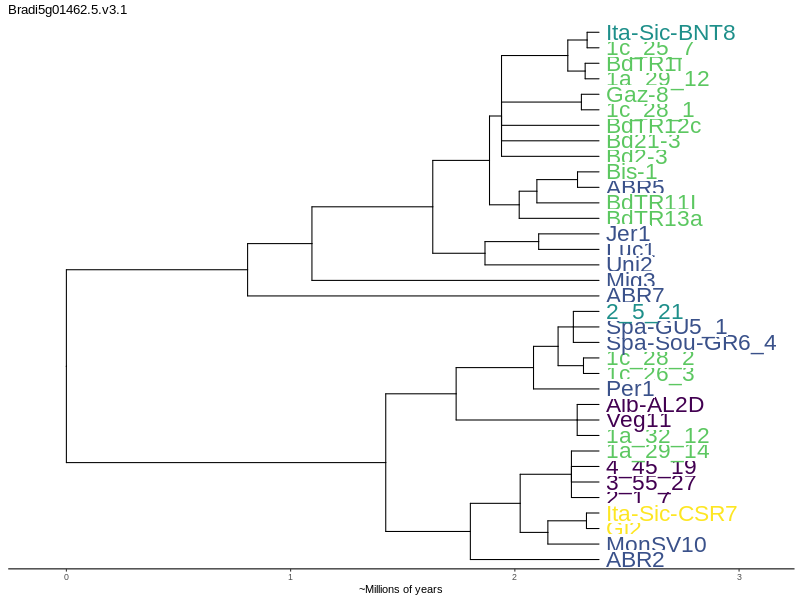 Bradi5g01462.5.v3.1
Ita-Sic-BNT8
1c_25_7
BdTR1i
1a_29_12
Gaz-8
1c_28_1
BdTR12c
Bd21-3
Bd2-3
Bis-1
ABR5
BdTR11I
BdTR13a
Jer1
Luc1
Uni2
Mig3
ABR7
2_5_21
Spa-GU5_1
Spa-Sou-GR6_4
1c_28_2
1c_26_3
Per1
Alb-AL2D
Veg11
1a_32_12
1a_29_14
4_45_19
3_55_27
2_1_7
Ita-Sic-CSR7
MonSV10
ABR2
0 1 2 3
~Millions of years